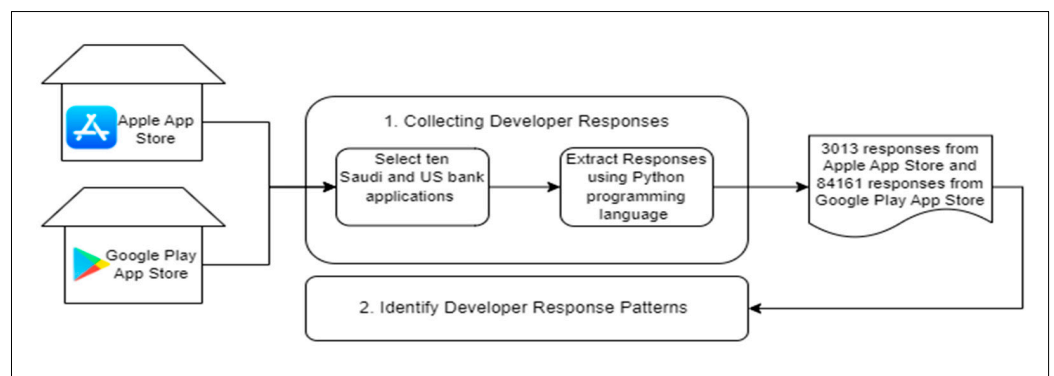 Apple App
Store
Google Play
App Store
1. Collecting Developer Responses
Select ten
Saudi and US bank
applications
Extract Responses
using Python
programming
language
3013 responses from
Apple App Store and
84161 responses from
Google Play App Store
2. Identify Developer Response Patterns